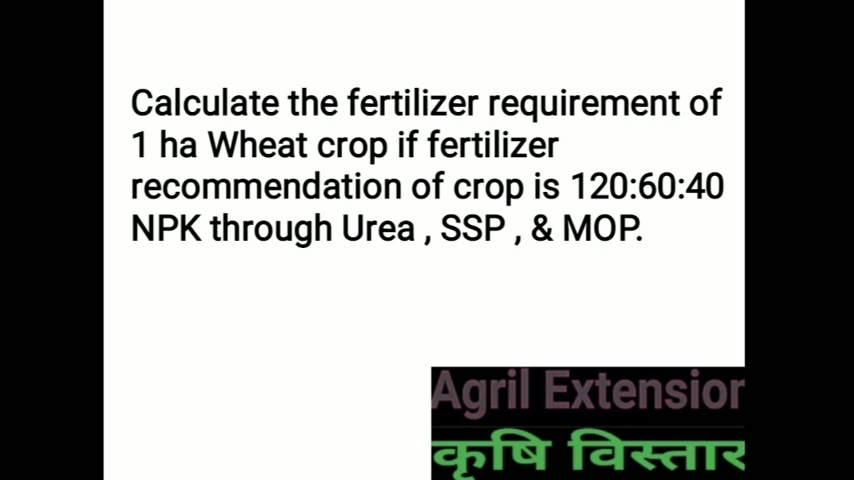 Calculate the fertilizer requirement of
1 ha Wheat crop if fertilizer
recommendation of crop is 120:60:40
NPK through Urea , SSP , & MOP.
Agril Extension
कृषि विस्तार